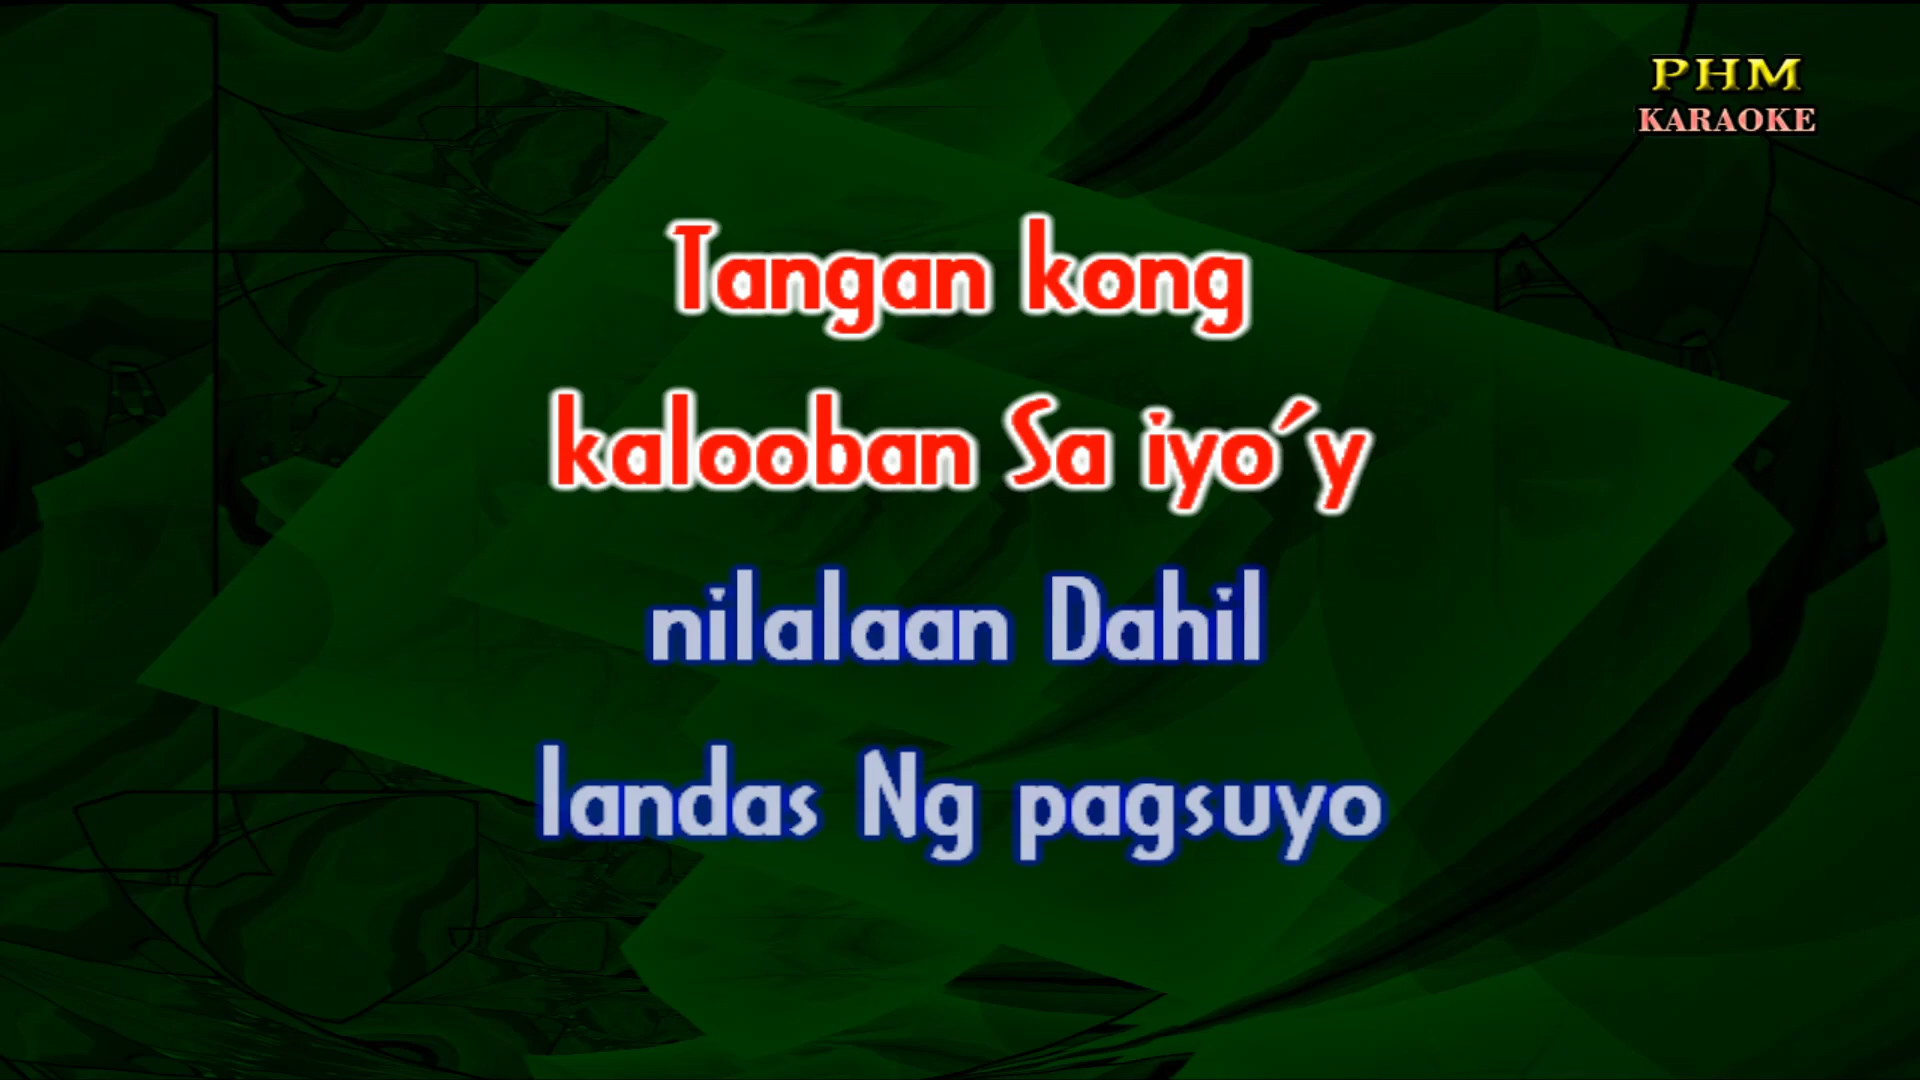 PHM
KARAOKE
Tangan kong
kalooban Sa iyo´y
nilalaan Dahil
landas Ng pagsuyo